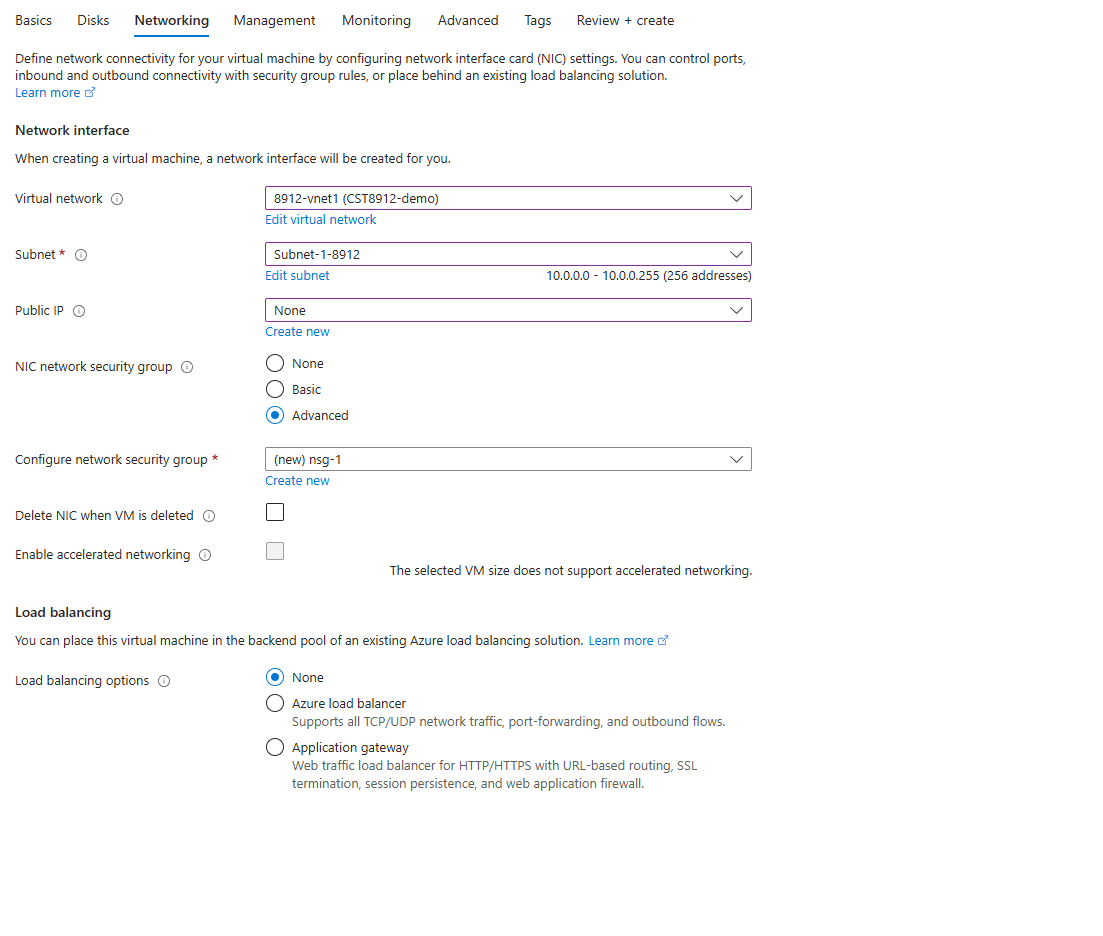 Basics Disks Networking Management Monitoring Advanced Tags Review + create
Define network connectivity for your virtual machine by configuring network interface card (NIC) settings. You can control ports,
inbound and outbound connectivity with security group rules, or place behind an existing load balancing solution.
Learn more
Network interface
When creating a virtual machine, a network interface will be created for you.
Virtual network 8912-vnet1 (CST8912-demo)
Edit virtual network
Subnet * Subnet-1-8912
Edit subnet 10.0.0.0 - 10.0.0.255 (256 addresses)
Public IP None
Create new
NIC network security group None
Basic
Advanced
Configure network security group * (new) nsg-1
Create new
Delete NIC when VM is deleted
Enable accelerated networking
The selected VM size does not support accelerated networking.
Load balancing
You can place this virtual machine in the backend pool of an existing Azure load balancing solution. Learn more
Load balancing options None
Azure load balancer
Supports all TCP/UDP network traffic, port-forwarding, and outbound flows.
Application gateway
Web traffic load balancer for HTTP/HTTPS with URL-based routing, SSL
termination, session persistence, and web application firewall.